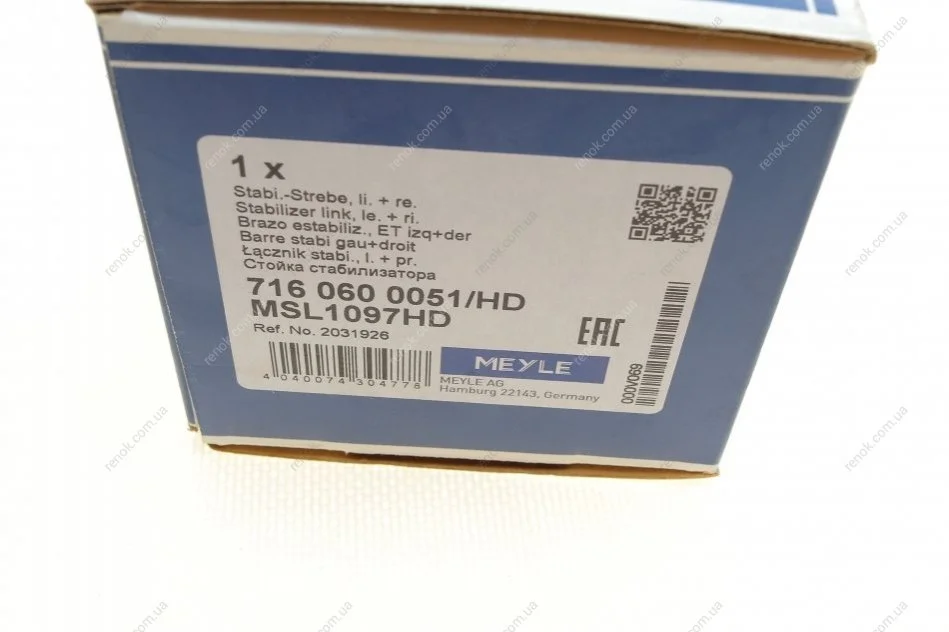 1 x
Stabi.-Strebe, li. + re.
Stabilizer link, le. + ri.
Brazo estabiliz., ET izq+der
Barre stabi gau+droit
Łącznik stabi., l. + pr.
Стойка стабилизатора
716 060 0051/HD
MSL1097HD
Ref. No. 2031926
EAC
4 040074 304778
MEYLE
MEYLE AG
Hamburg 22143, Germany
000V069
renok.com.ua